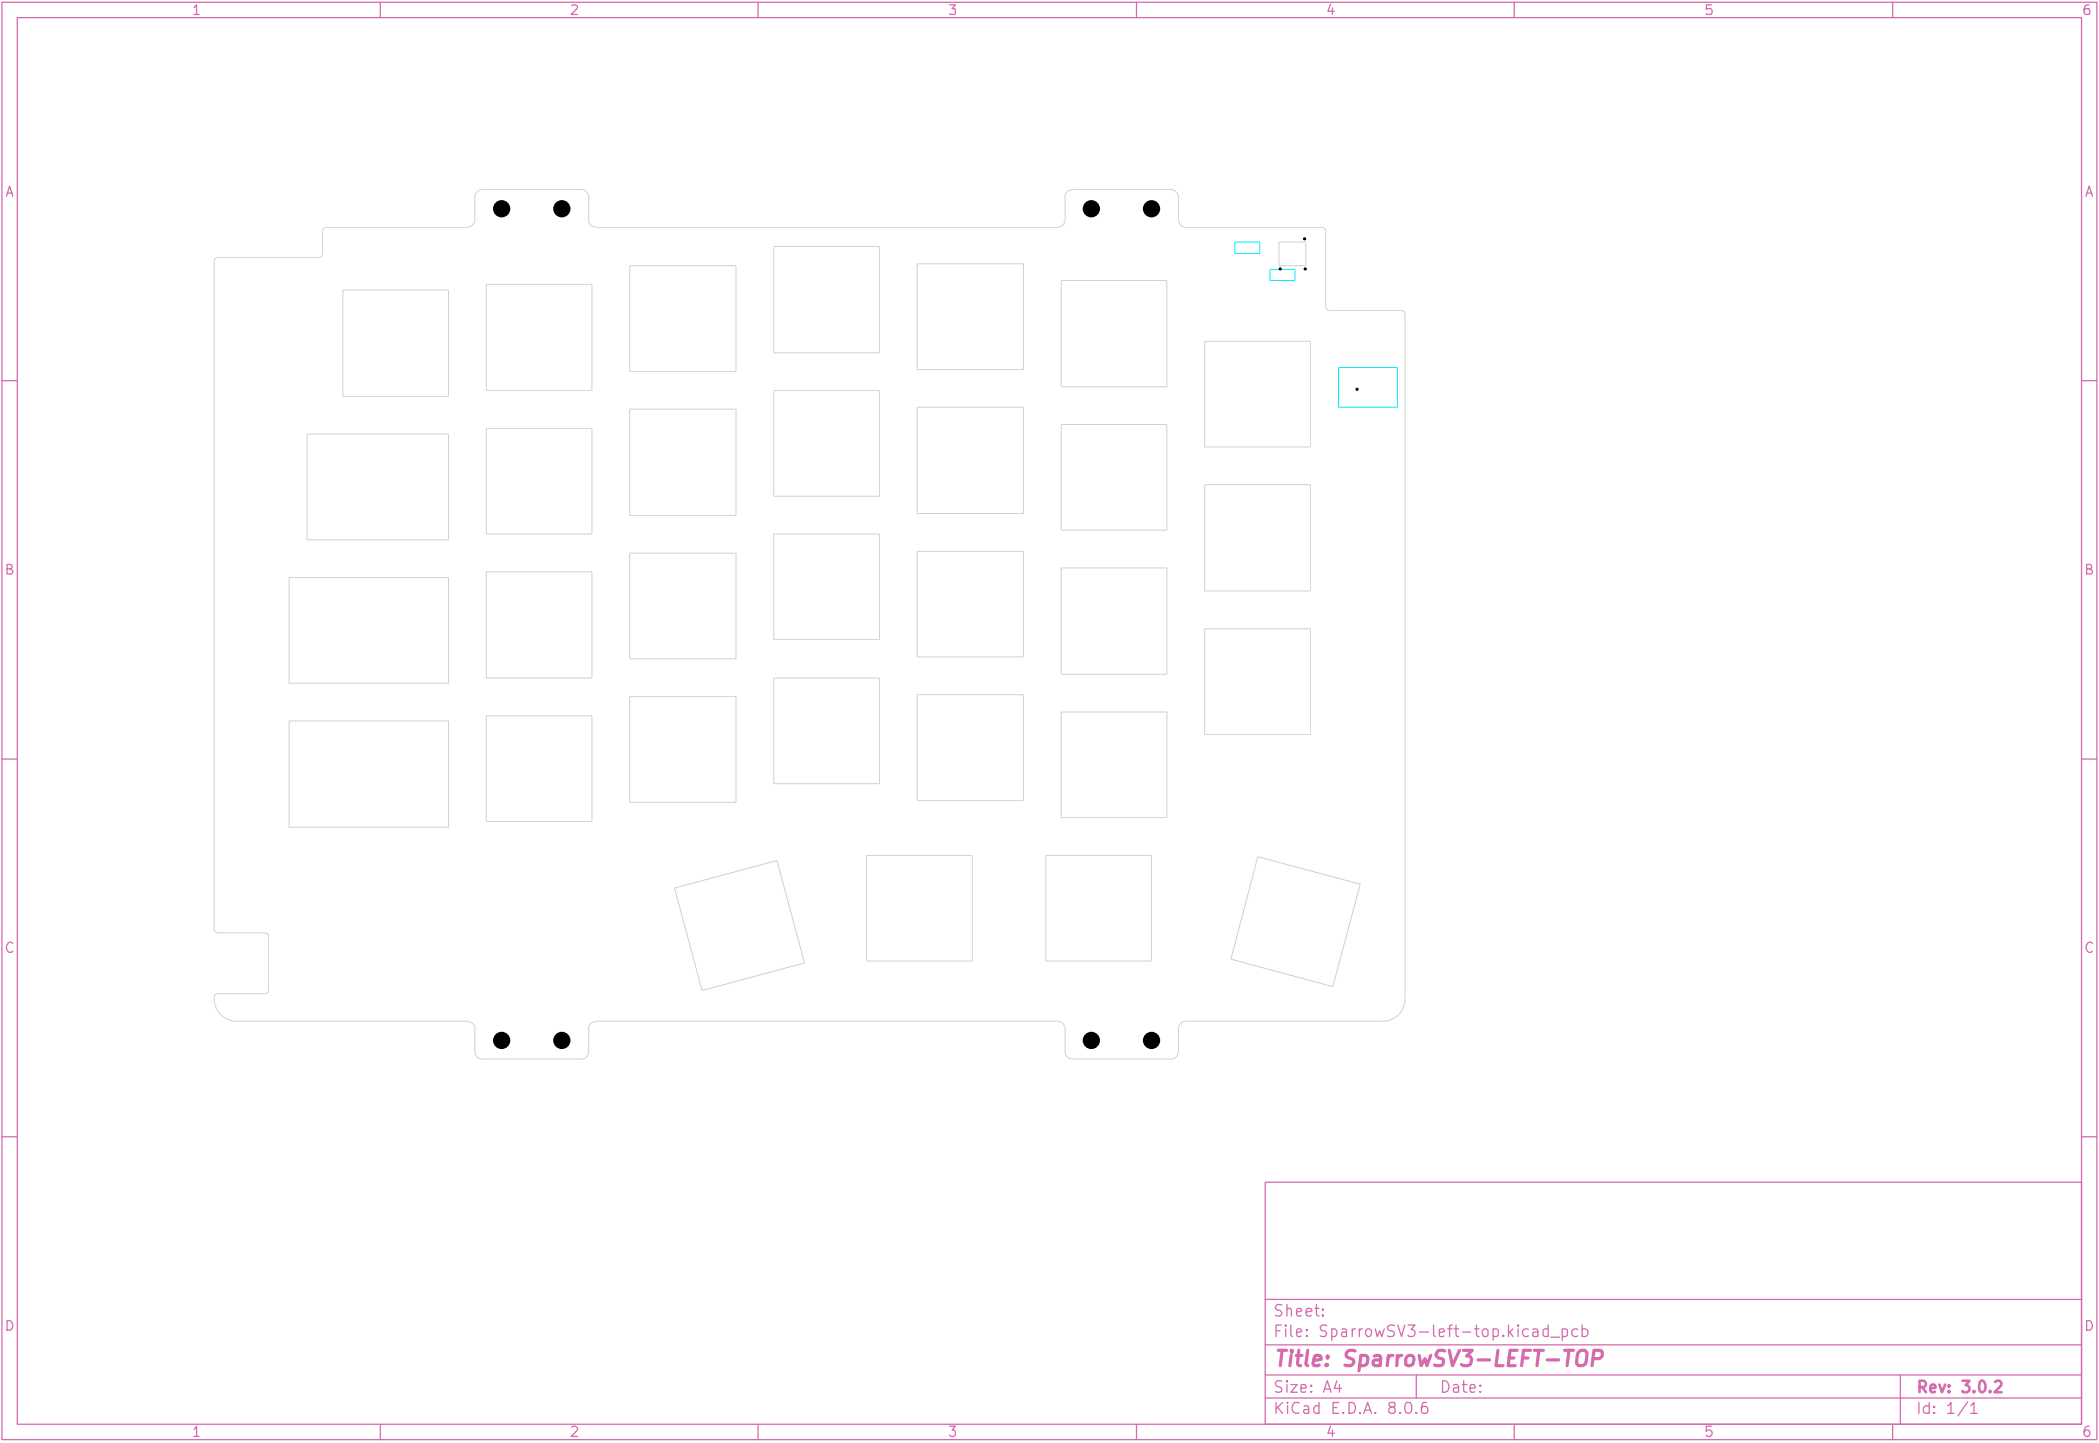 1 2 3 4 5 6
A A
B B
C C
D D
Sheet:
File: SparrowSV3-left-top.kicad_pcb
Title: SparrowSV3-LEFT-TOP
Size: A4 Date: Rev: 3.0.2
KiCad E.D.A. 8.0.6 Id: 1/1
1 2 3 4 5 6